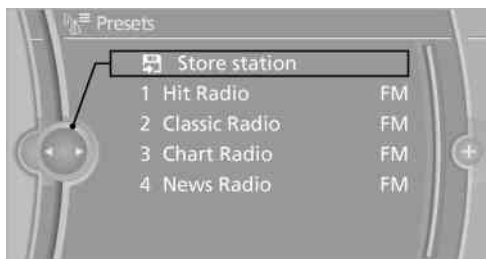 Presets
Store station
1 Hit Radio FM
2 Classic Radio FM
3 Chart Radio FM
4 News Radio FM